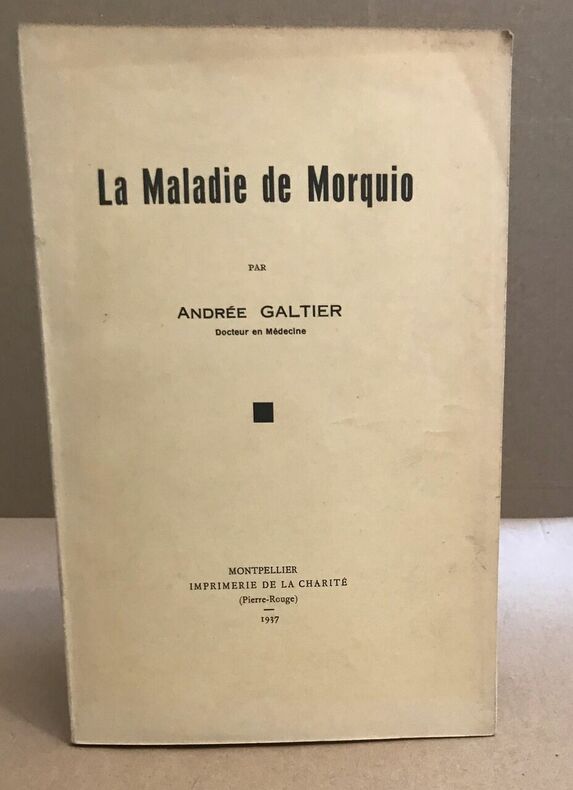 La Maladie de Morquio
PAR
ANDRÉE GALTIER
Docteur en Médecine
MONTPELLIER
IMPRIMERIE DE LA CHARITÉ
(Pierre-Rouge)
1937